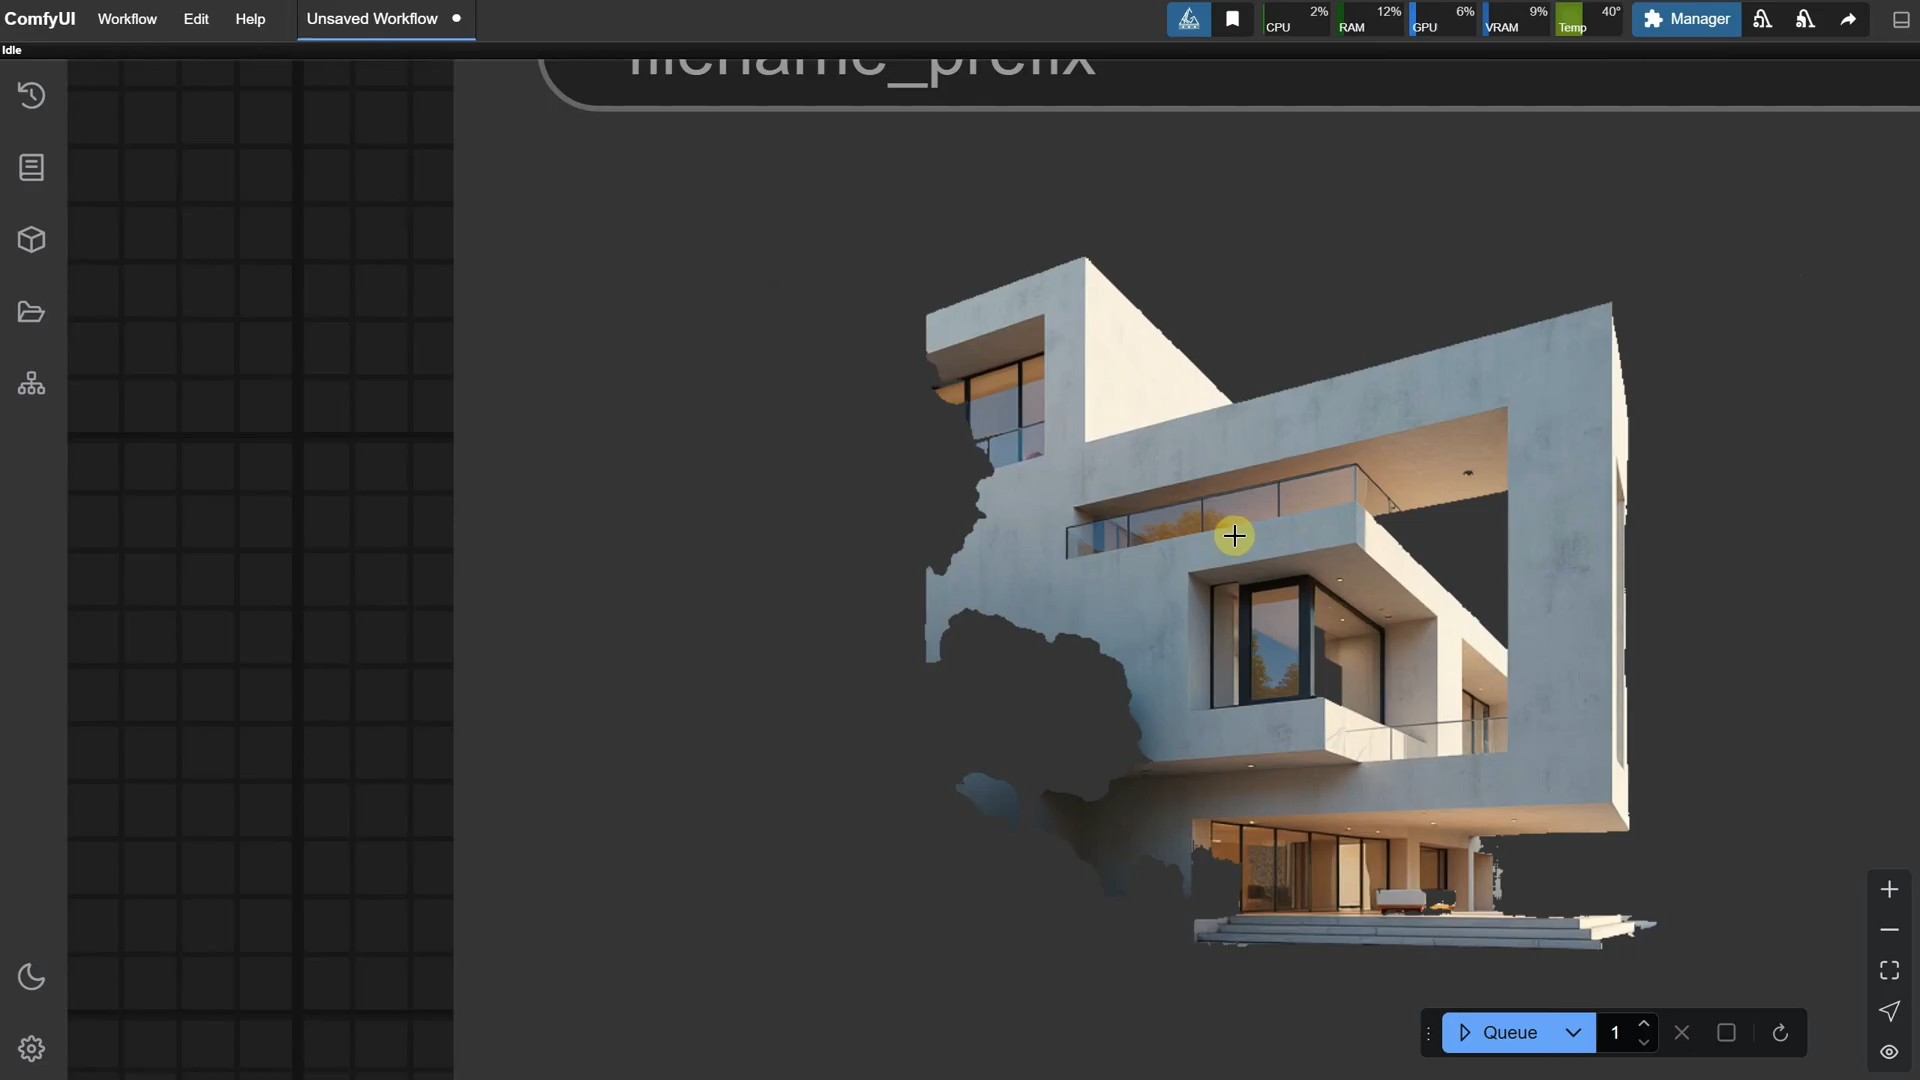 ComfyUI Workflow Edit Help Unsaved Workflow
2% 12% 6% 9% 40°
CPU RAM GPU VRAM Temp Manager
Idle
filename_prefix
Queue 1